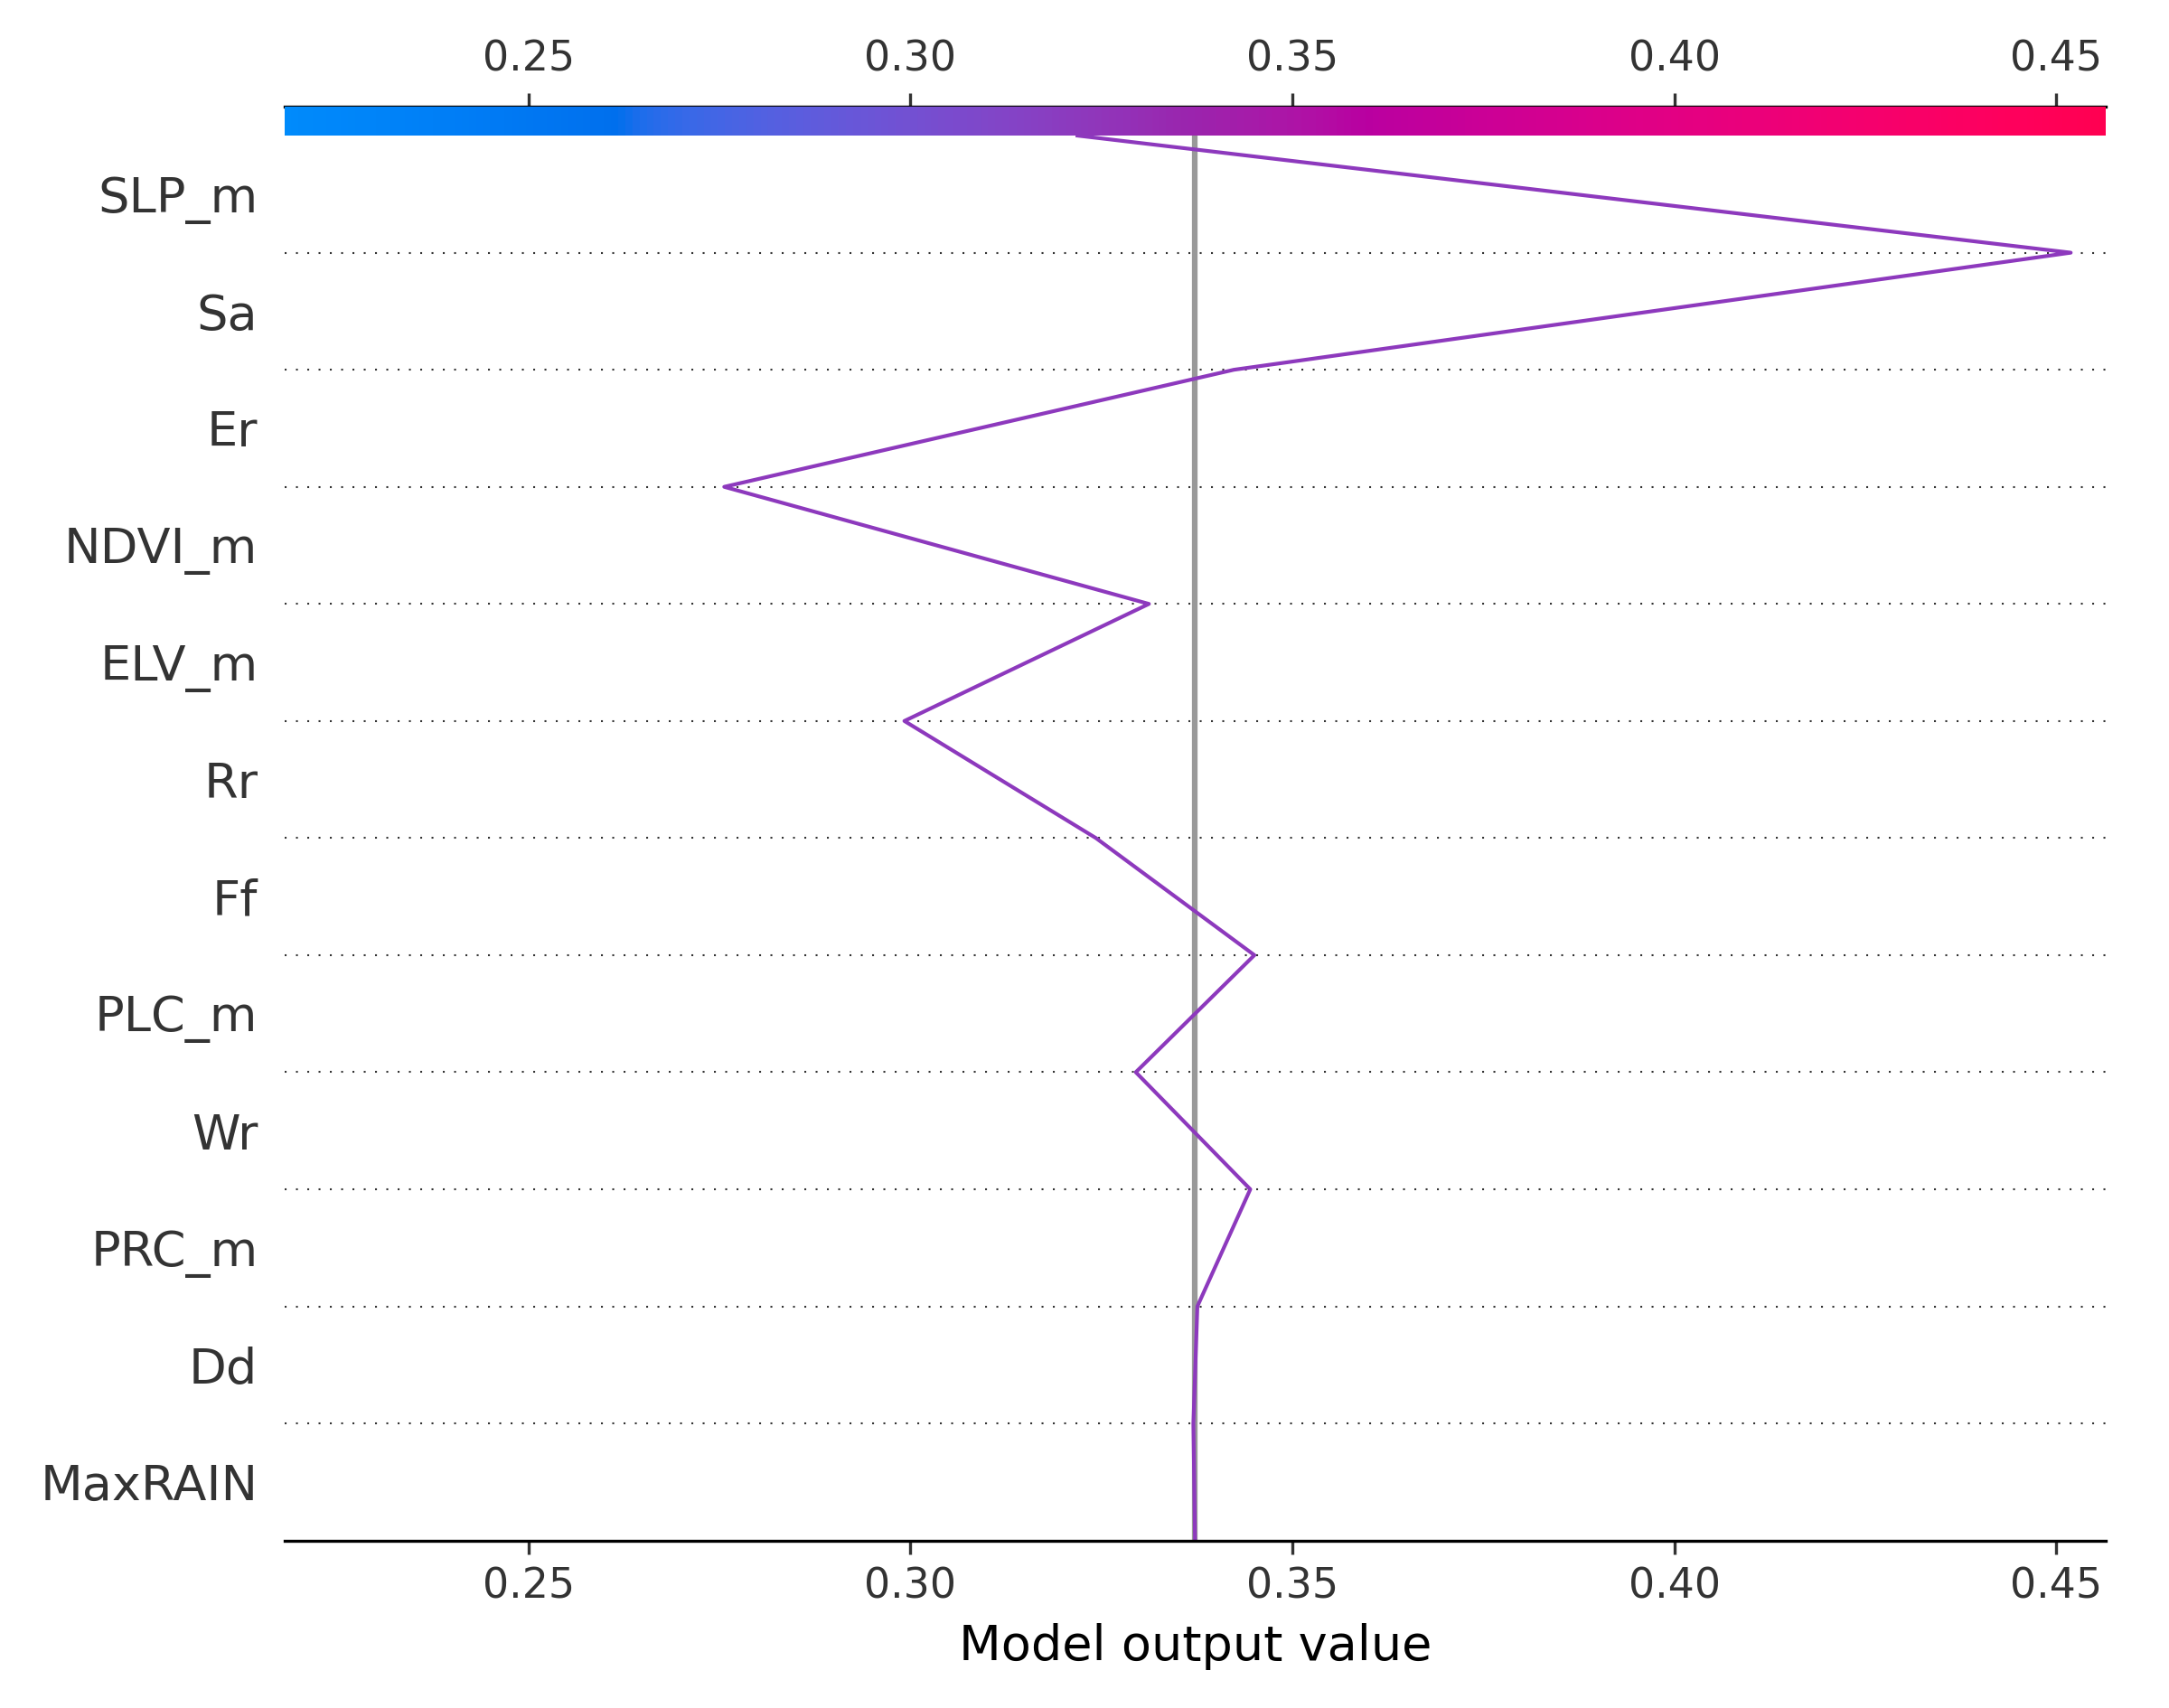 0.25 0.30 0.35 0.40 0.45
SLP_m
Sa
Er
NDVI_m
ELV_m
Rr
Ff
PLC_m
Wr
PRC_m
Dd
MaxRAIN
0.25 0.30 0.35 0.40 0.45
Model output value